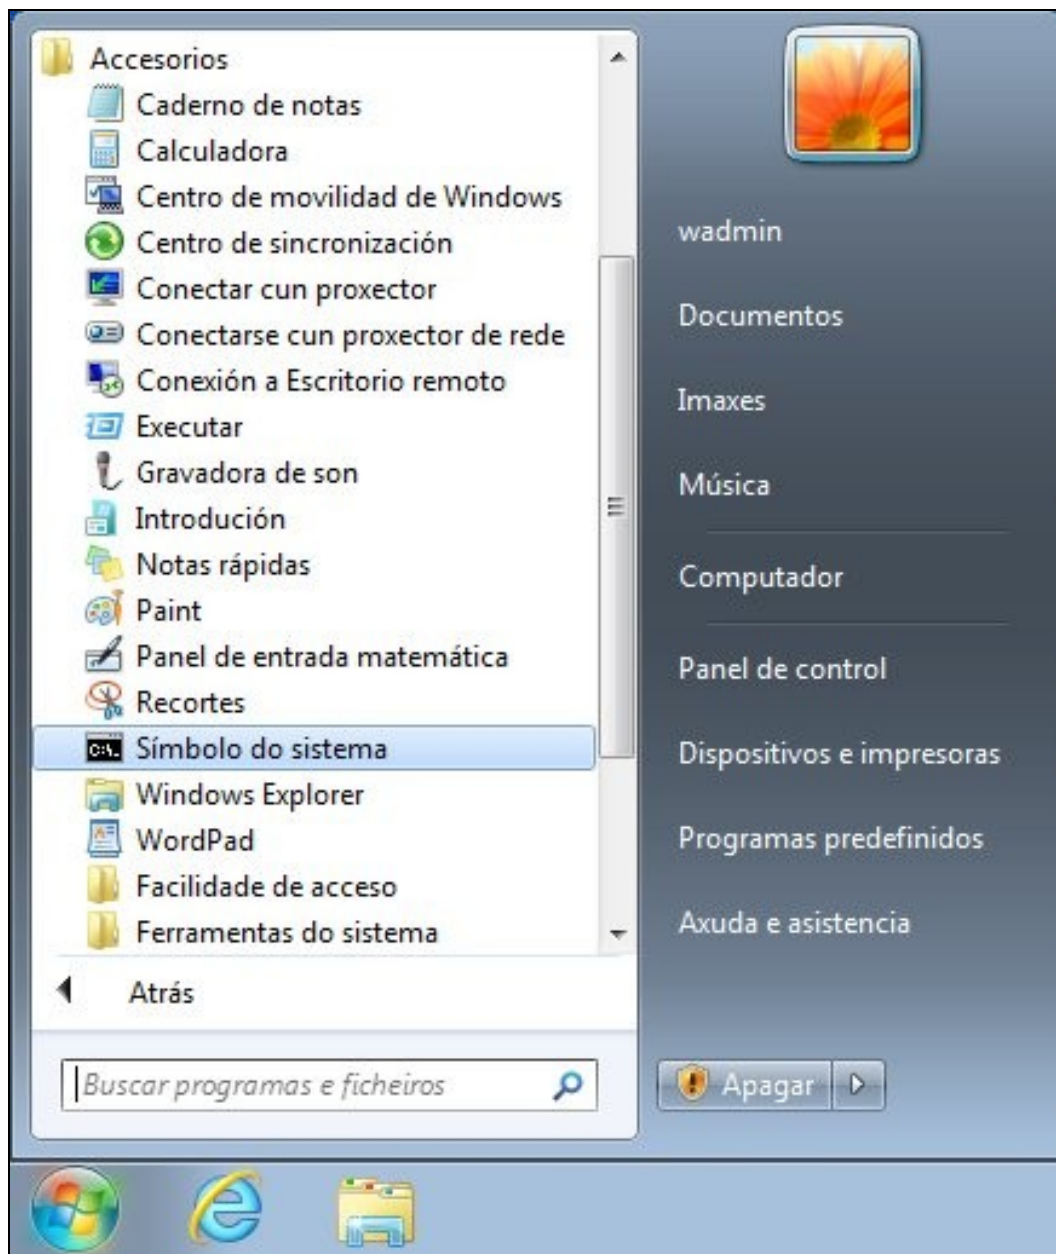 Accesorios
Caderno de notas
Calculadora
Centro de movilidad de Windows
Centro de sincronización
Conectar cun proxector
Conectarse cun proxector de rede
Conexión a Escritorio remoto
Executar
Gravadora de son
Introdución
Notas rápidas
Paint
Panel de entrada matemática
Recortes
C:\.
Símbolo do sistema
Windows Explorer
WordPad
Facilidade de acceso
Ferramentas do sistema
Atrás
Buscar programas e ficheiros
wadmin
Documentos
Imaxes
Música
Computador
Panel de control
Dispositivos e impresoras
Programas predefinidos
Axuda e asistencia
Apagar